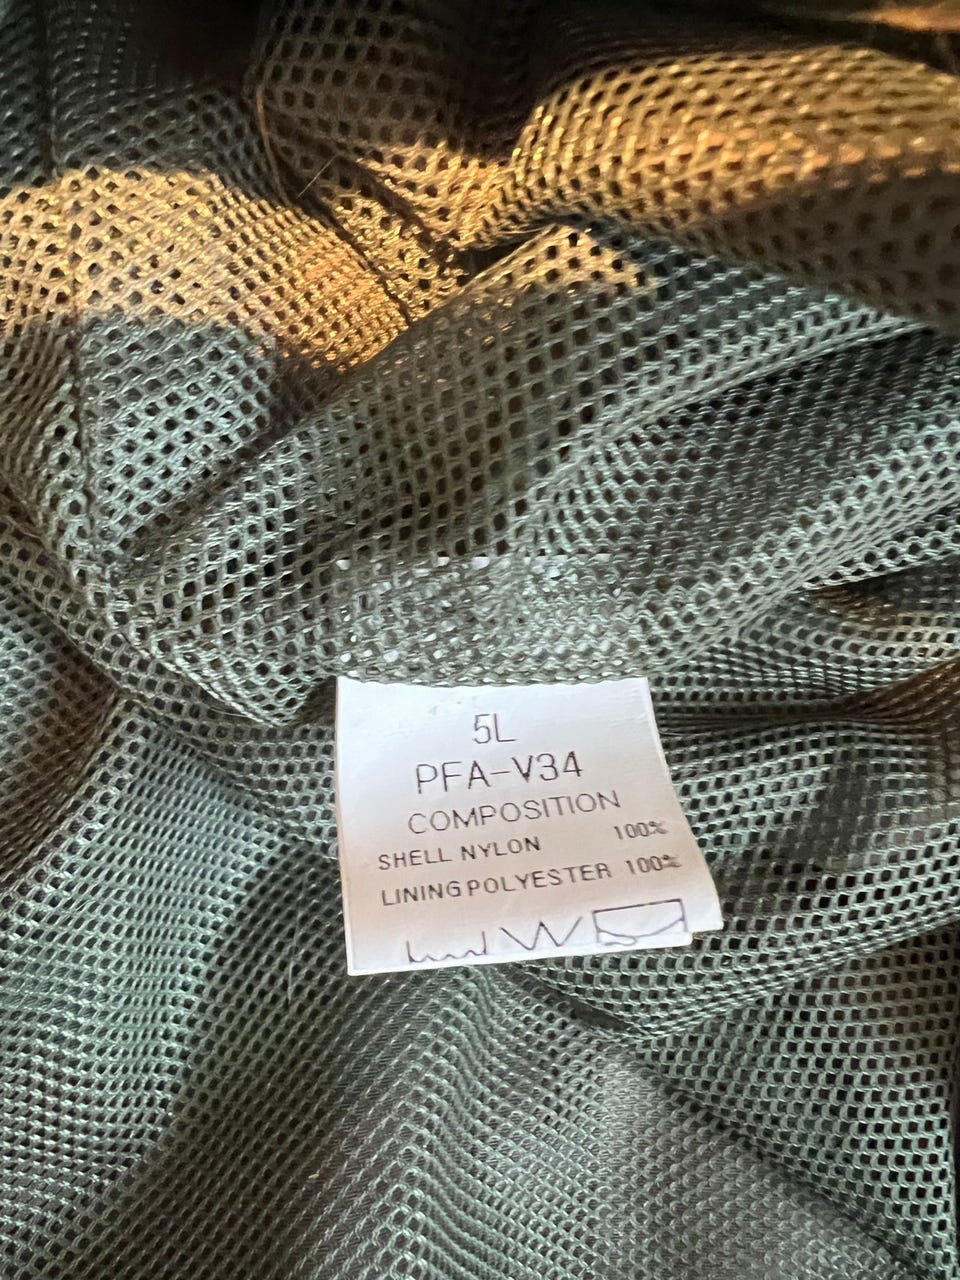 5L
PFA-V34
COMPOSITION
SHELL NYLON 100%
LINING POLYESTER 100%